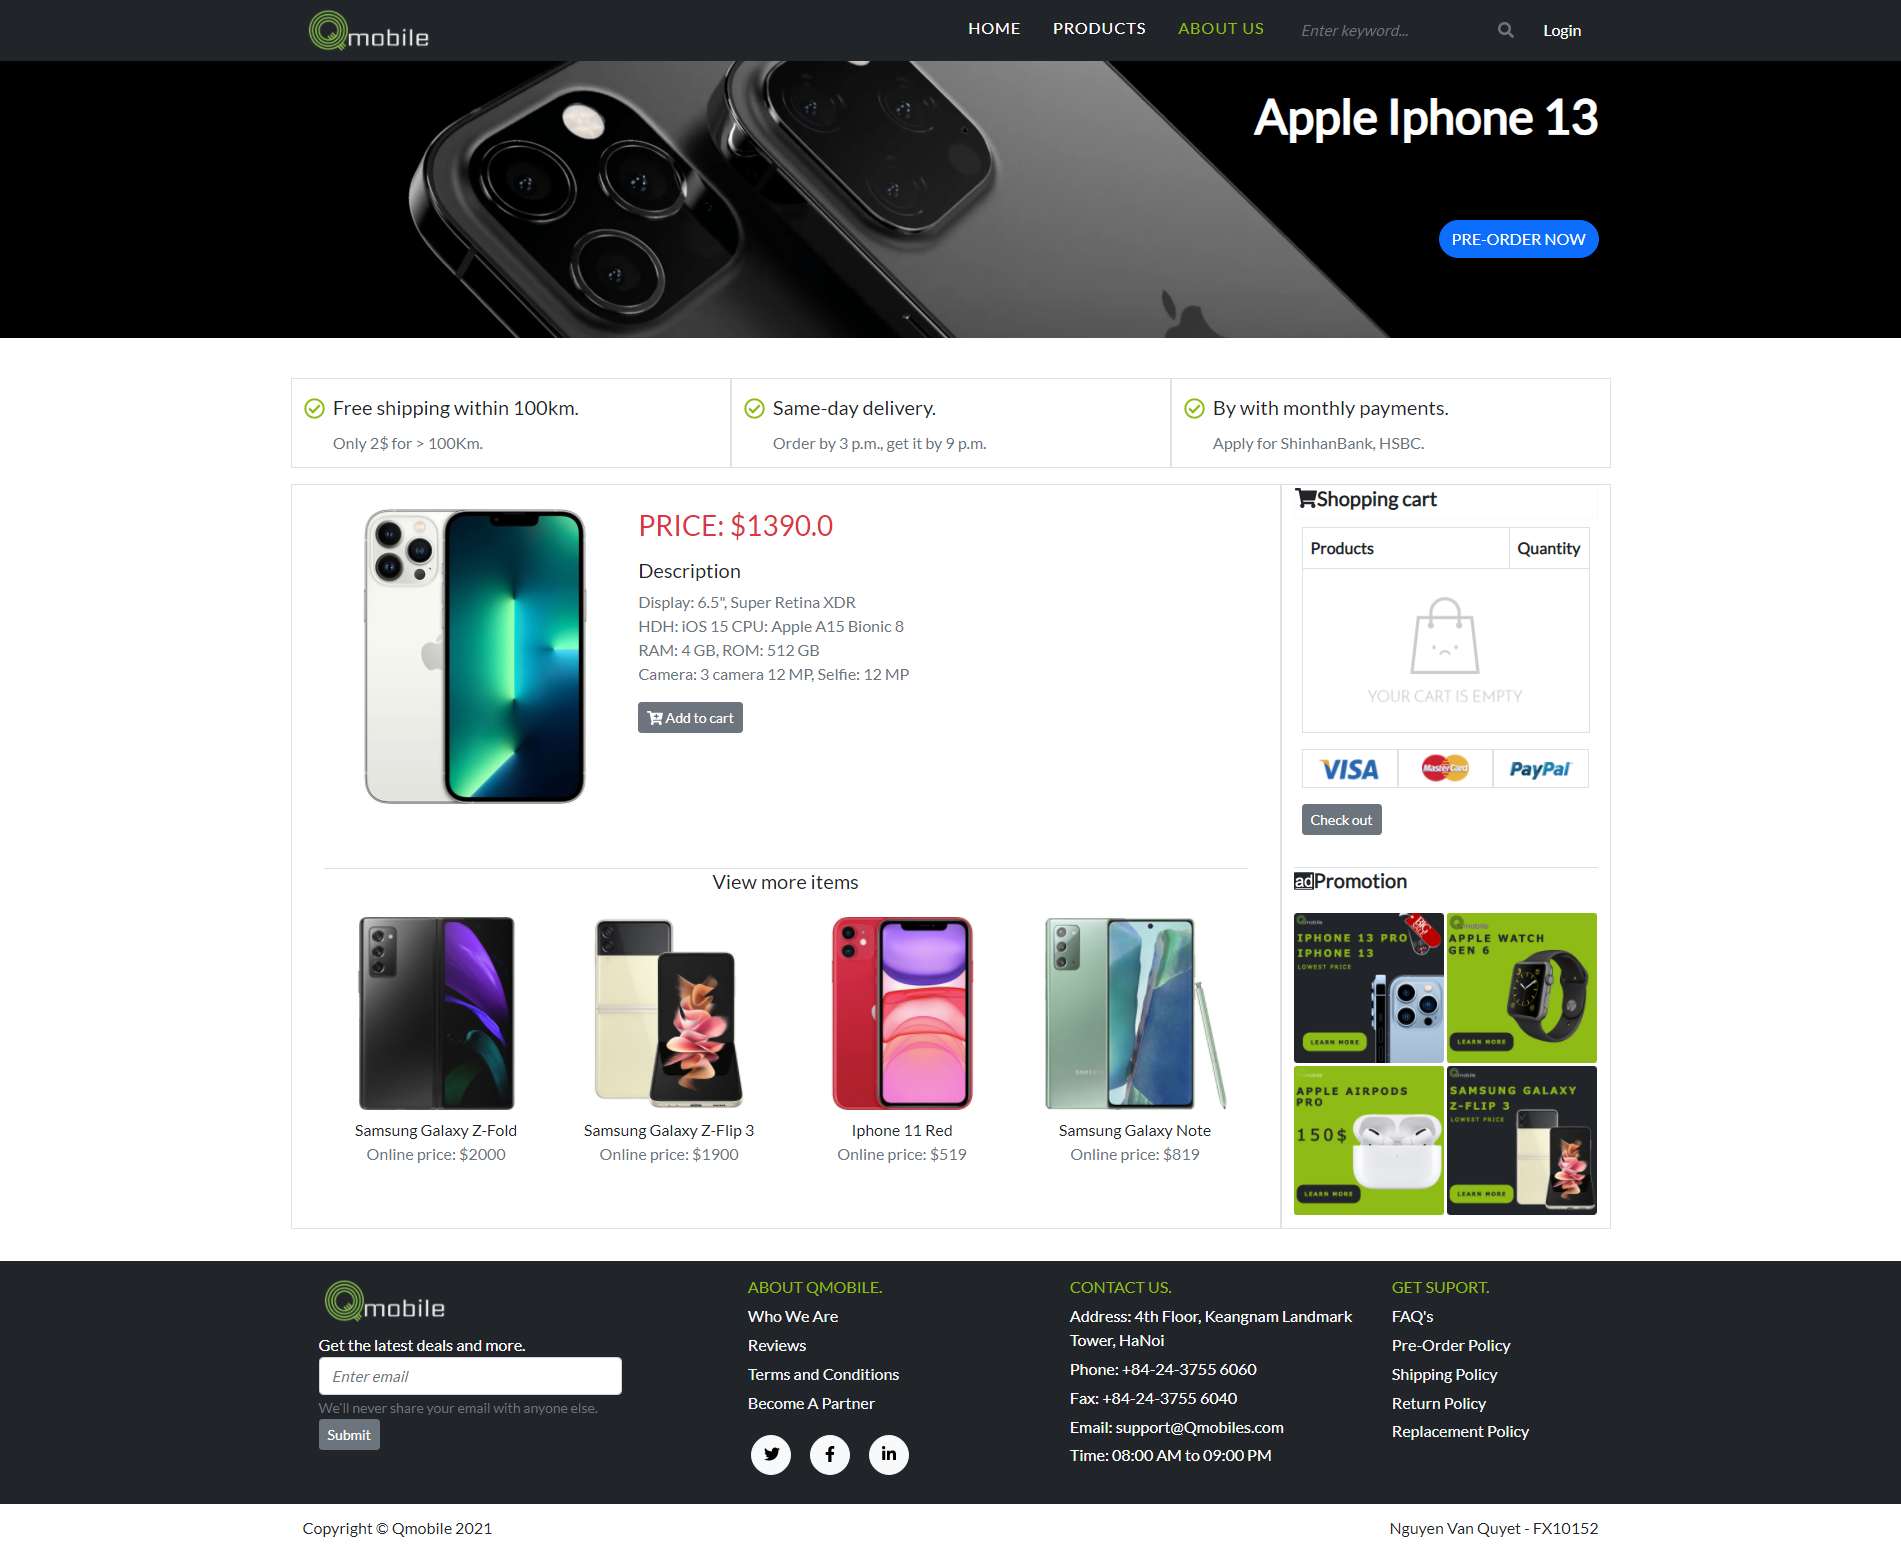 Qmobile
HOME PRODUCTS ABOUT US Enter keyword... Login
Apple Iphone 13
PRE-ORDER NOW
Free shipping within 100km.
Only 2$ for > 100Km.
Same-day delivery.
Order by 3 p.m., get it by 9 p.m.
By with monthly payments.
Apply for ShinhanBank, HSBC.
PRICE: $1390.0
Description
Display: 6.5", Super Retina XDR
HDH: iOS 15 CPU: Apple A15 Bionic 8
RAM: 4 GB, ROM: 512 GB
Camera: 3 camera 12 MP, Selfie: 12 MP
Add to cart
Shopping cart
Products Quantity
YOUR CART IS EMPTY
VISA MasterCard PayPal
Check out
View more items
SAMSUNG
Samsung Galaxy Z-Fold
Online price: $2000
Samsung Galaxy Z-Flip 3
Online price: $1900
Iphone 11 Red
Online price: $519
Samsung Galaxy Note
Online price: $819
ad Promotion
Qmobile
BIG
IPHONE 13 PRO
IPHONE 13
LOWEST PRICE
LEARN MORE
Qmobile
APPLE WATCH
GEN 6
LEARN MORE
Qmobile
APPLE AIRPODS
PRO
150$
LEARN MORE
Qmobile
SAMSUNG GALAXY
Z-FLIP 3
LOWEST PRICE
LEARN MORE
Qmobile
Get the latest deals and more.
Enter email
We'll never share your email with anyone else.
Submit
ABOUT QMOBILE.
Who We Are
Reviews
Terms and Conditions
Become A Partner
CONTACT US.
Address: 4th Floor, Keangnam Landmark
Tower, HaNoi
Phone: +84-24-3755 6060
Fax: +84-24-3755 6040
Email: support@Qmobiles.com
Time: 08:00 AM to 09:00 PM
GET SUPORT.
FAQ's
Pre-Order Policy
Shipping Policy
Return Policy
Replacement Policy
Copyright © Qmobile 2021
Nguyen Van Quyet - FX10152